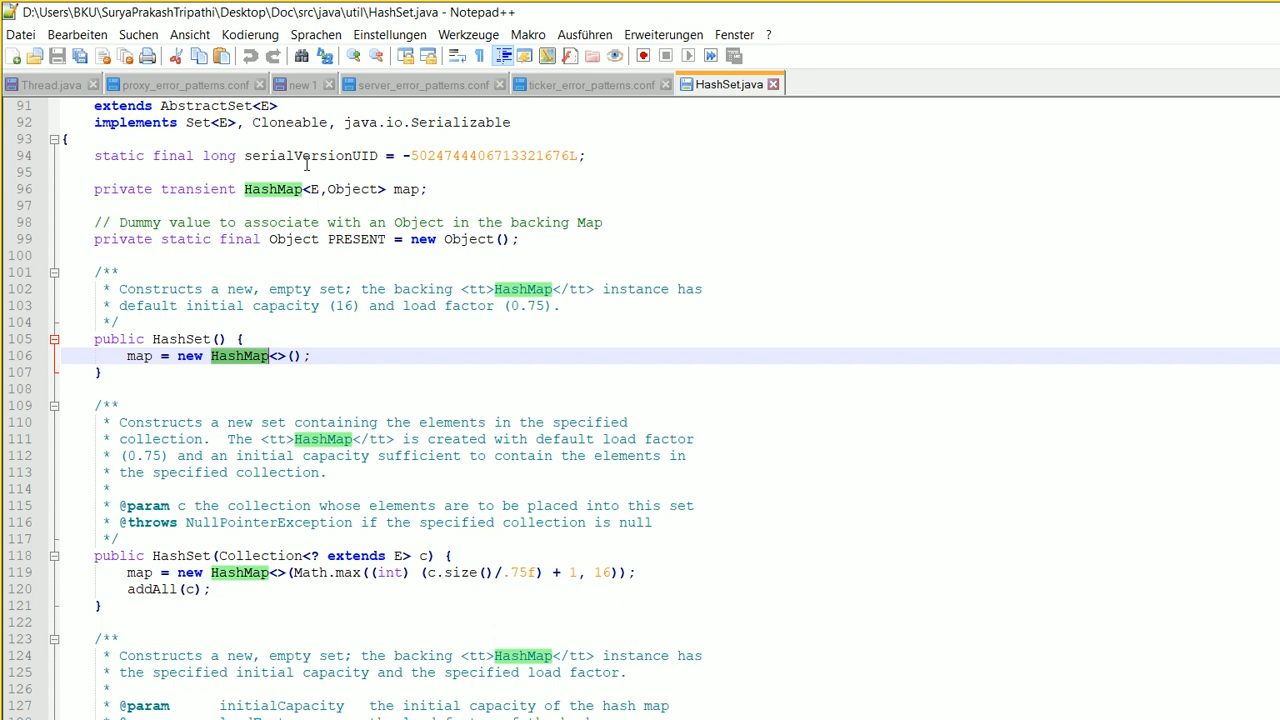 D:\Users\BKU\SuryaPrakashTripathi\Desktop\Doc\src\java\util\HashSet.java - Notepad++
Datei Bearbeiten Suchen Ansicht Kodierung Sprachen Einstellungen Werkzeuge Makro Ausführen Erweiterungen Fenster ?
Thread.java proxy_error_patterns.conf new 1 server_error_patterns.conf ticker_error_patterns.conf HashSet.java
91 extends AbstractSet<E>
92 implements Set<E>, Cloneable, java.io.Serializable
93 {
94 static final long serialVersionUID = -5024744406713321676L;
95
96 private transient HashMap<E,Object> map;
97
98 // Dummy value to associate with an Object in the backing Map
99 private static final Object PRESENT = new Object();
100
101 /**
102 * Constructs a new, empty set; the backing <tt>HashMap</tt> instance has
103 * default initial capacity (16) and load factor (0.75).
104 */
105 public HashSet() {
106 map = new HashMap<>();
107 }
108
109 /**
110 * Constructs a new set containing the elements in the specified
111 * collection.  The <tt>HashMap</tt> is created with default load factor
112 * (0.75) and an initial capacity sufficient to contain the elements in
113 * the specified collection.
114 *
115 * @param c the collection whose elements are to be placed into this set
116 * @throws NullPointerException if the specified collection is null
117 */
118 public HashSet(Collection<? extends E> c) {
119 map = new HashMap<>(Math.max((int) (c.size()/.75f) + 1, 16));
120 addAll(c);
121 }
122
123 /**
124 * Constructs a new, empty set; the backing <tt>HashMap</tt> instance has
125 * the specified initial capacity and the specified load factor.
126 *
127 * @param initialCapacity the initial capacity of the hash map